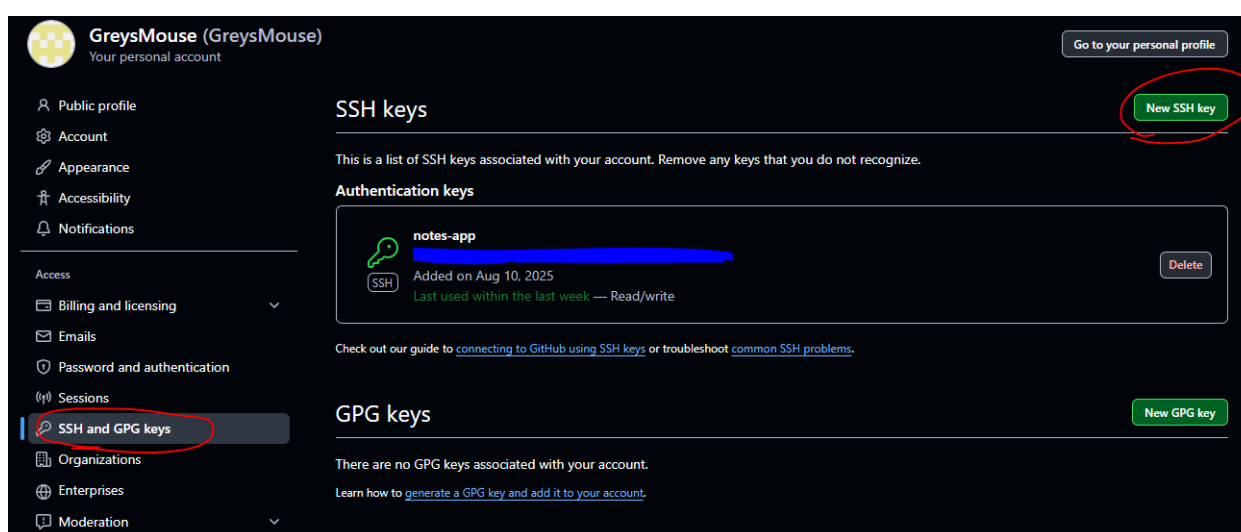 GreysMouse (GreysMouse)
Your personal account
Go to your personal profile
Public profile
Account
Appearance
Accessibility
Notifications
Access
Billing and licensing
Emails
Password and authentication
Sessions
SSH and GPG keys
Organizations
Enterprises
Moderation
SSH keys
New SSH key
This is a list of SSH keys associated with your account. Remove any keys that you do not recognize.
Authentication keys
notes-app
SSH
Added on Aug 10, 2025
Last used within the last week — Read/write
Delete
Check out our guide to connecting to GitHub using SSH keys or troubleshoot common SSH problems.
GPG keys
New GPG key
There are no GPG keys associated with your account.
Learn how to generate a GPG key and add it to your account.